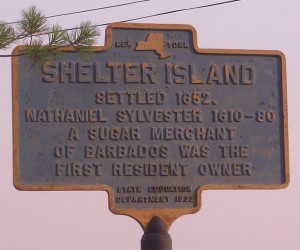 NEW YORK
SHELTER ISLAND
SETTLED 1652.
NATHANIEL SYLVESTER 1610-80
A SUGAR MERCHANT
OF BARBADOS WAS THE
FIRST RESIDENT OWNER
STATE EDUCATION
DEPARTMENT 1935